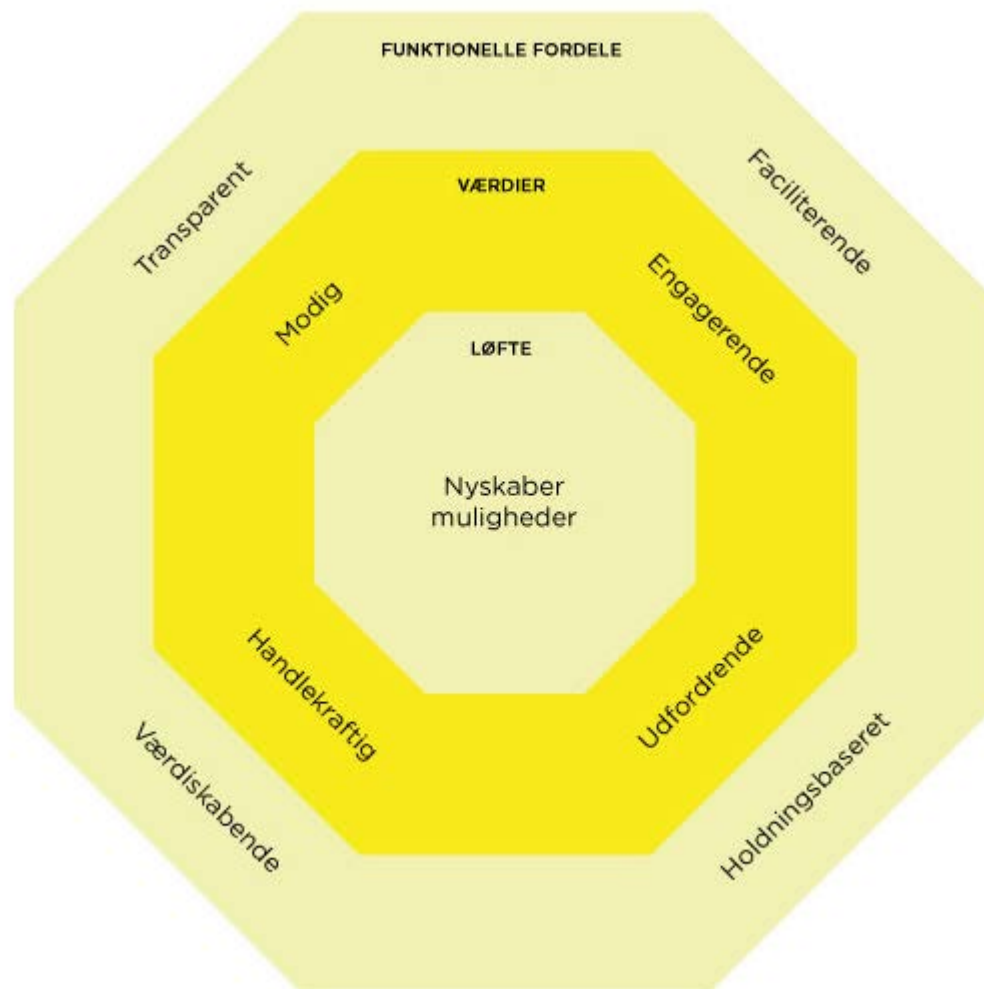 FUNKTIONELLE FORDELE
Transparent
Faciliterende
VÆRDIER
Modig
Engagerende
LØFTE
Nyskaber
muligheder
Handlekraftig
Udfordrende
Værdiskabende
Holdningsbaseret